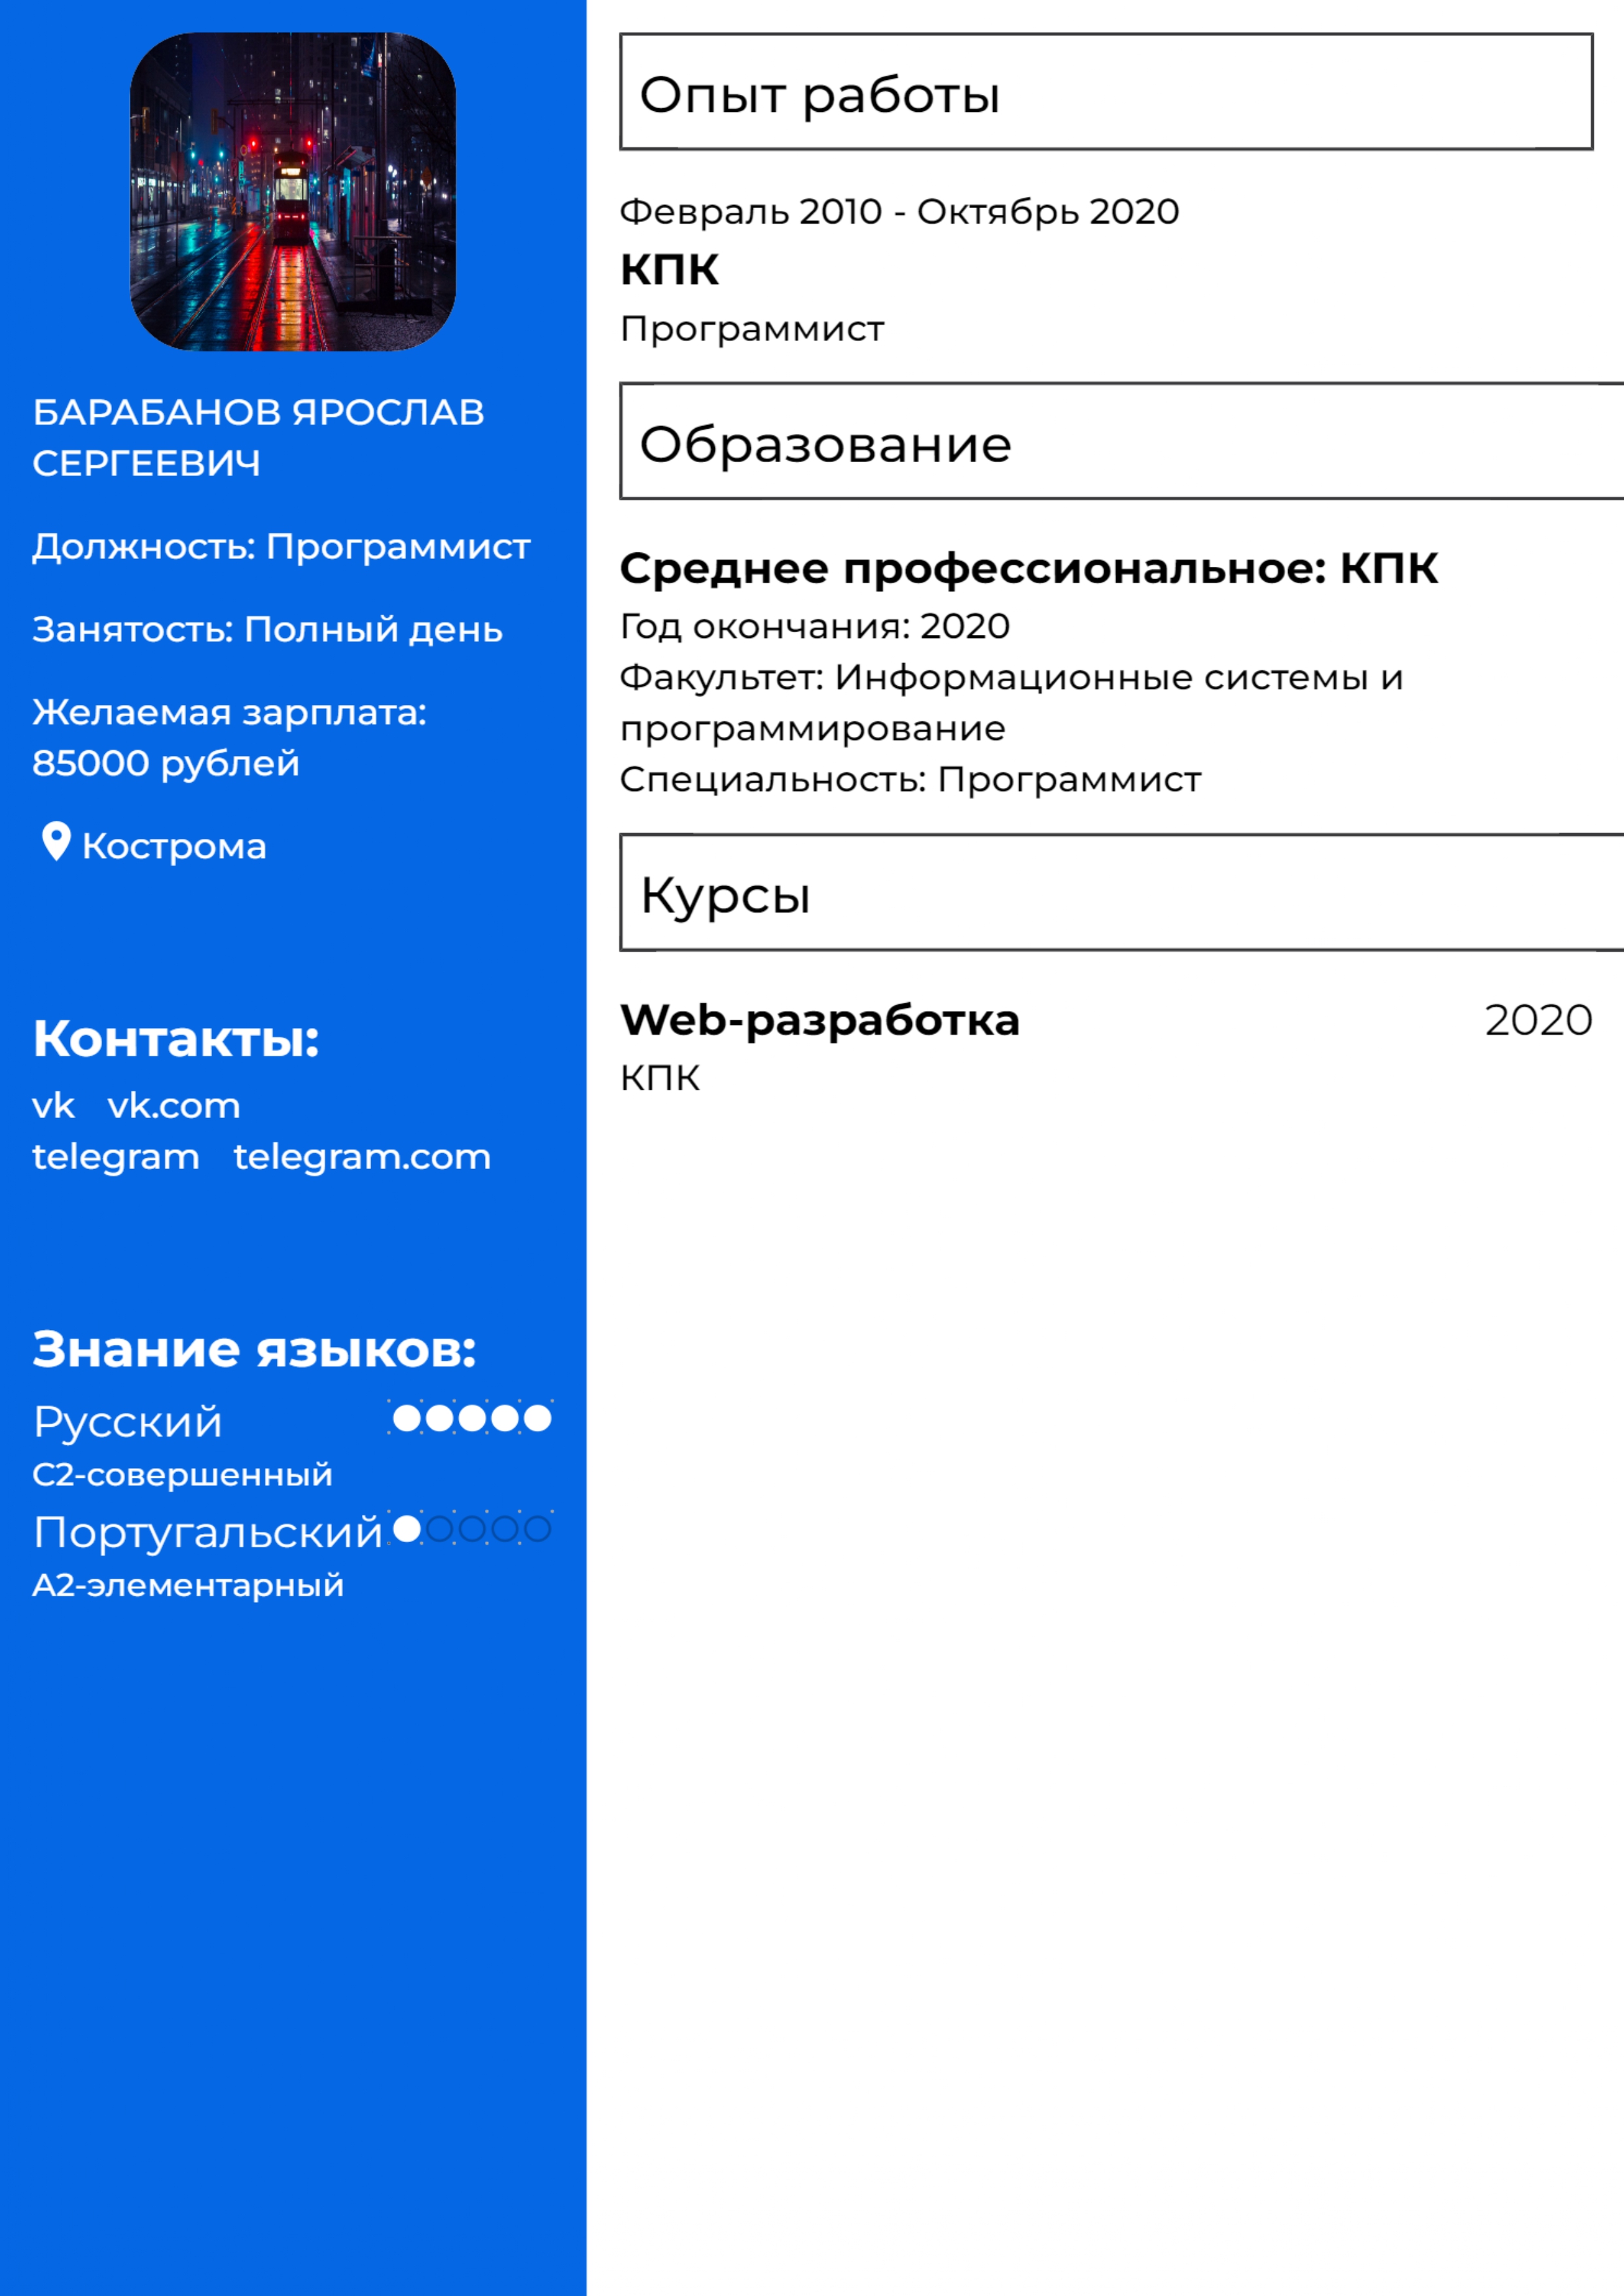 БАРАБАНОВ ЯРОСЛАВ
СЕРГЕЕВИЧ
Должность: Программист
Занятость: Полный день
Желаемая зарплата:
85000 рублей
Кострома
Контакты:
vk vk.com
telegram telegram.com
Знание языков:
Русский
C2-совершенный
Португальский
A2-элементарный
Опыт работы
Февраль 2010 - Октябрь 2020
КПК
Программист
Образование
Среднее профессиональное: КПК
Год окончания: 2020
Факультет: Информационные системы и
программирование
Специальность: Программист
Курсы
Web-разработка 2020
КПК